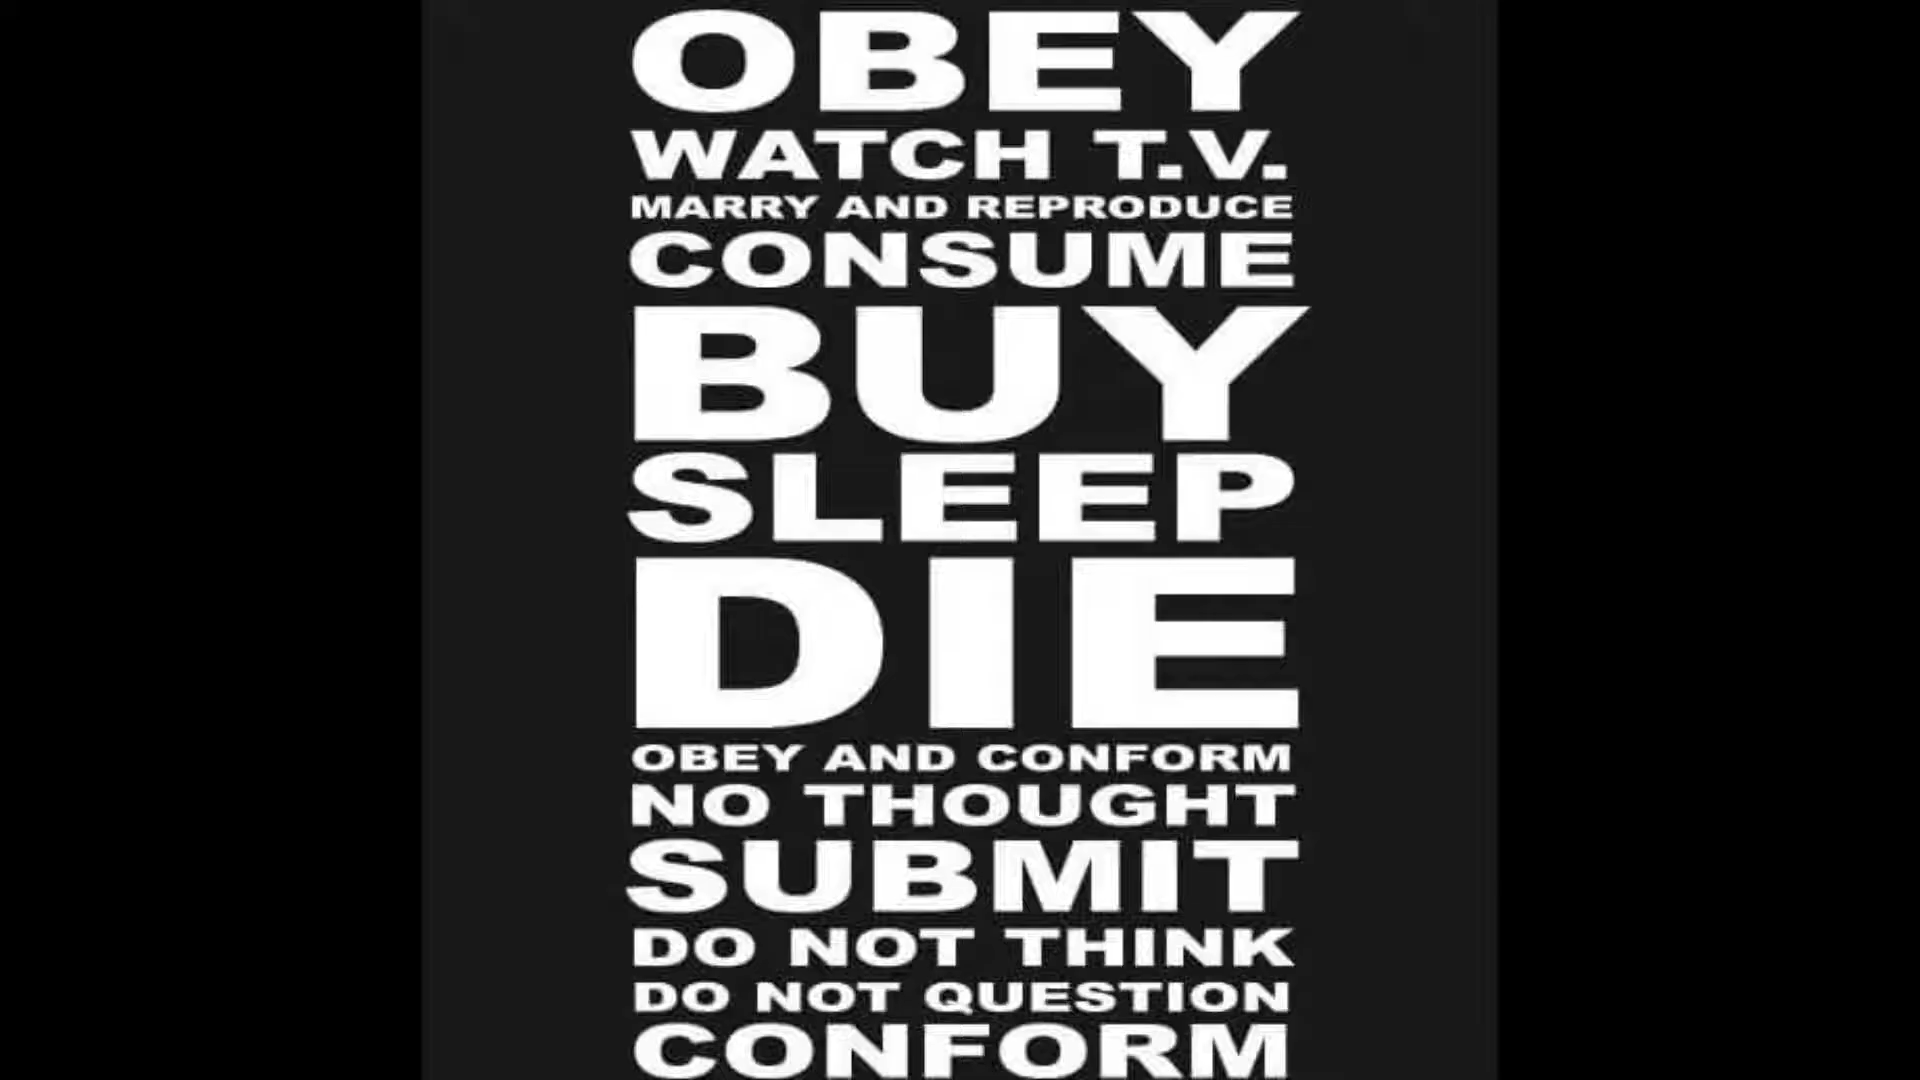 OBEY
WATCH T.V.
MARRY AND REPRODUCE
CONSUME
BUY
SLEEP
DIE
OBEY AND CONFORM
NO THOUGHT
SUBMIT
DO NOT THINK
DO NOT QUESTION
CONFORM